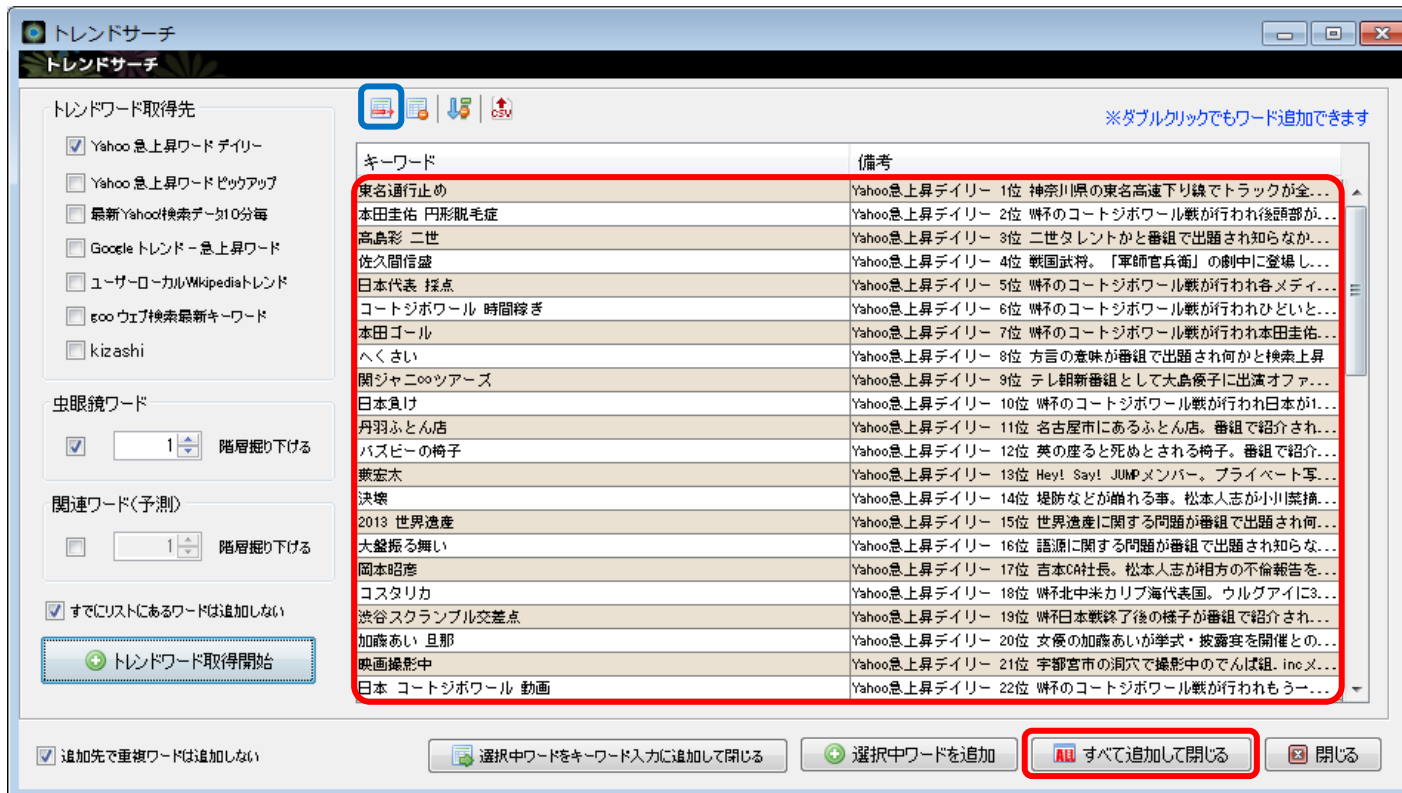 トレンドサーチ
トレンドサーチ
トレンドワード取得先
Yahoo 急上昇ワード デイリー
Yahoo 急上昇ワード ピックアップ
最新Yahoo!検索データ10分毎
Google トレンド - 急上昇ワード
ユーザーローカルWikipediaトレンド
goo ウェブ検索最新キーワード
kizashi
虫眼鏡ワード
1 階層掘り下げる
関連ワード(予測)
1 階層掘り下げる
すでにリストにあるワードは追加しない
トレンドワード取得開始
CSV
※ダブルクリックでもワード追加できます
キーワード 備考
東名通行止め Yahoo急上昇デイリー 1位 神奈川県の東名高速下り線でトラックが全...
本田圭佑 円形脱毛症 Yahoo急上昇デイリー 2位 W杯のコートジボワール戦が行われ後頭部が...
高島彩 二世 Yahoo急上昇デイリー 3位 二世タレントかと番組で出題され知らなか...
佐久間信盛 Yahoo急上昇デイリー 4位 戦国武将。「軍師官兵衛」の劇中に登場し...
日本代表 採点 Yahoo急上昇デイリー 5位 W杯のコートジボワール戦が行われ各メディ...
コートジボワール 時間稼ぎ Yahoo急上昇デイリー 6位 W杯のコートジボワール戦が行われひどいと...
本田ゴール Yahoo急上昇デイリー 7位 W杯のコートジボワール戦が行われ本田圭佑...
へくさい Yahoo急上昇デイリー 8位 方言の意味が番組で出題され何かと検索上昇
関ジャニ∞ツアーズ Yahoo急上昇デイリー 9位 テレ朝新番組として大島優子に出演オファ...
日本負け Yahoo急上昇デイリー 10位 W杯のコートジボワール戦が行われ日本が1...
丹羽ふとん店 Yahoo急上昇デイリー 11位 名古屋市にあるふとん店。番組で紹介され...
バズビーの椅子 Yahoo急上昇デイリー 12位 英の座ると死ぬとされる椅子。番組で紹介...
薮宏太 Yahoo急上昇デイリー 13位 Hey! Say! JUMPメンバー。プライベート写...
決壊 Yahoo急上昇デイリー 14位 堤防などが崩れる事。松本人志が小川菜摘...
2013 世界遺産 Yahoo急上昇デイリー 15位 世界遺産に関する問題が番組で出題され何...
大盤振る舞い Yahoo急上昇デイリー 16位 語源に関する問題が番組で出題され知らな...
岡本昭彦 Yahoo急上昇デイリー 17位 吉本CA社長。松本人志が相方の不倫報告を...
コスタリカ Yahoo急上昇デイリー 18位 W杯北中米カリブ海代表国。ウルグアイに3...
渋谷スクランブル交差点 Yahoo急上昇デイリー 19位 W杯日本戦終了後の様子が番組で紹介され...
加藤あい 旦那 Yahoo急上昇デイリー 20位 女優の加藤あいが挙式・披露宴を開催との...
映画撮影中 Yahoo急上昇デイリー 21位 宇都宮市の洞穴で撮影中のでんぱ組.incメ...
日本 コートジボワール 動画 Yahoo急上昇デイリー 22位 W杯のコートジボワール戦が行われもう一...
追加先で重複ワードは追加しない
選択中ワードをキーワード入力に追加して閉じる
選択中ワードを追加
ALL すべて追加して閉じる
閉じる